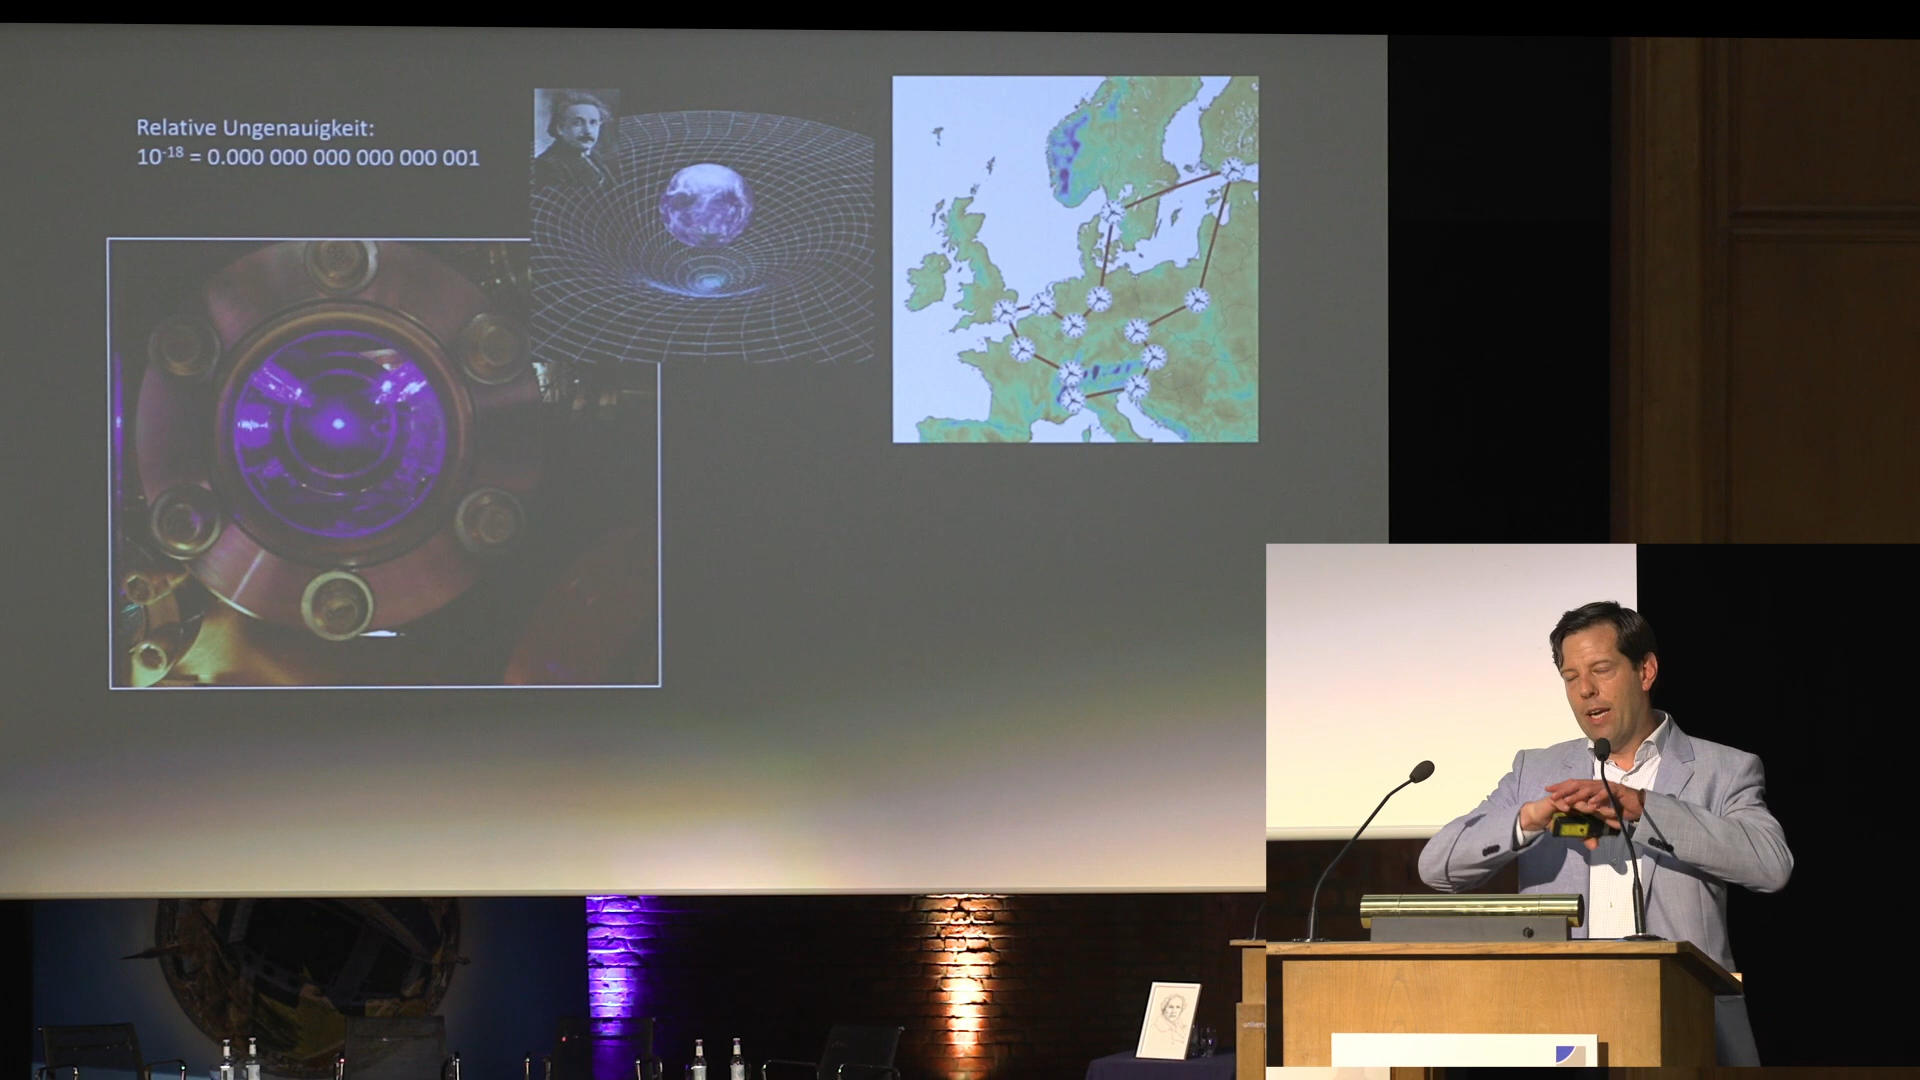 Relative Ungenauigkeit:
10⁻¹⁸ = 0.000 000 000 000 000 001